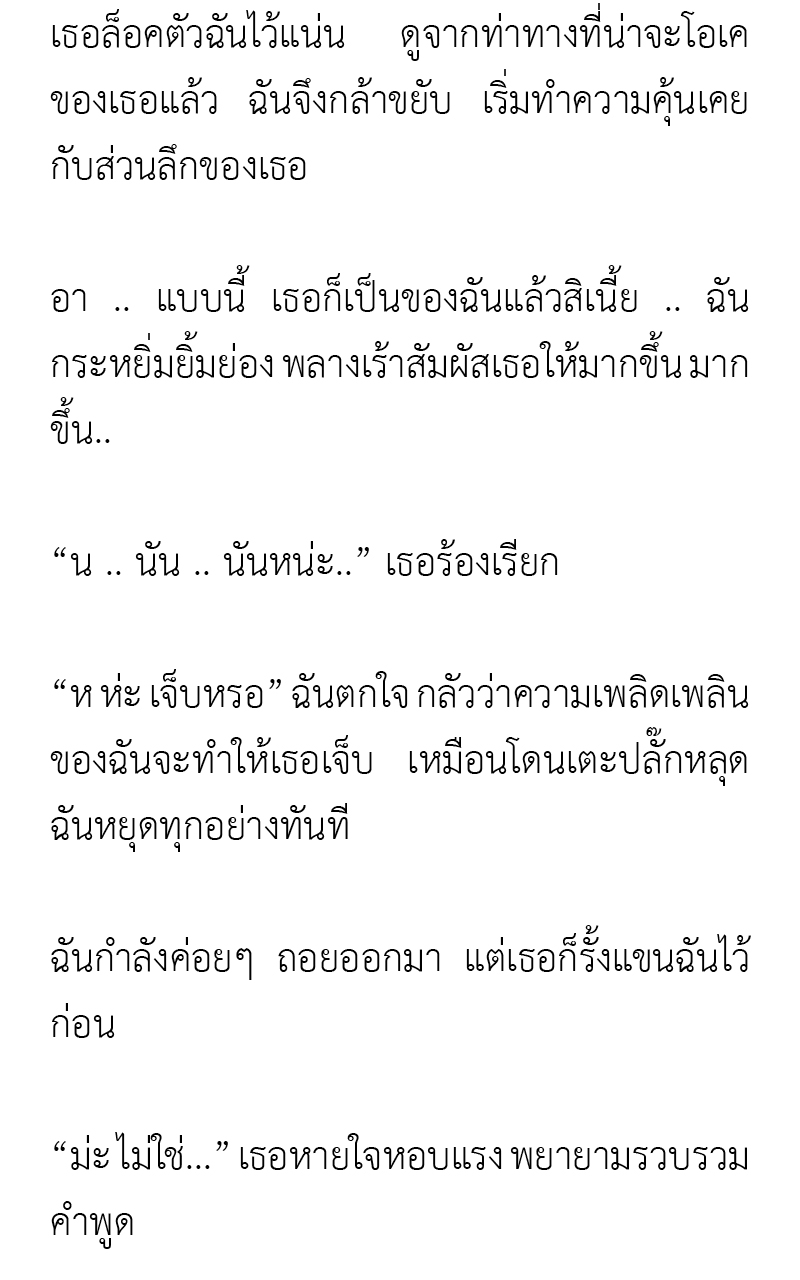 เธอล็อคตัวฉันไว้แน่น ดูจากท่าทางที่น่าจะโอเค
ของเธอแล้ว ฉันจึงกล้าขยับ เริ่มทำความคุ้นเคย
กับส่วนลึกของเธอ
อา .. แบบนี้ เธอก็เป็นของฉันแล้วสิเนี้ย .. ฉัน
กระหยิ่มยิ้มย่อง พลางเร้าสัมผัสเธอให้มากขึ้น มาก
ขึ้น..
“น .. นัน .. นันหน่ะ..” เธอร้องเรียก
“ห ห่ะ เจ็บหรอ” ฉันตกใจ กลัวว่าความเพลิดเพลิน
ของฉันจะทำให้เธอเจ็บ เหมือนโดนเตะปลั๊กหลุด
ฉันหยุดทุกอย่างทันที
ฉันกำลังค่อยๆ ถอยออกมา แต่เธอก็รั้งแขนฉันไว้
ก่อน
“ม่ะ ไม่ใช่...” เธอหายใจหอบแรง พยายามรวบรวม
คำพูด